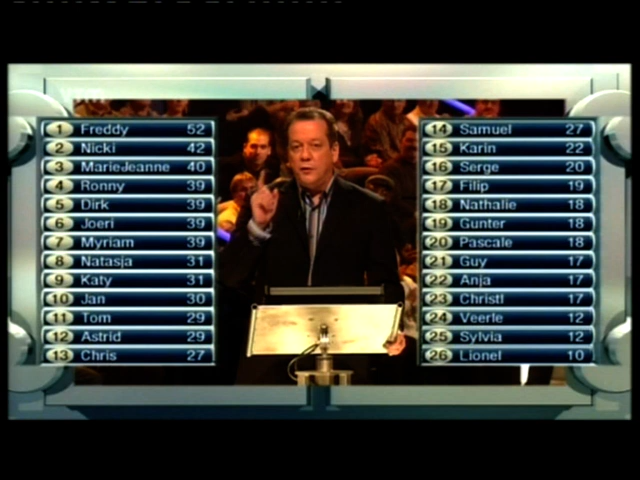 1 Freddy 52
2 Nicki 42
3 MarieJeanne 40
4 Ronny 39
5 Dirk 39
6 Joeri 39
7 Myriam 39
8 Natasja 31
9 Katy 31
10 Jan 30
11 Tom 29
12 Astrid 29
13 Chris 27
14 Samuel 27
15 Karin 22
16 Serge 20
17 Filip 19
18 Nathalie 18
19 Gunter 18
20 Pascale 18
21 Guy 17
22 Anja 17
23 Christl 17
24 Veerle 12
25 Sylvia 12
26 Lionel 10